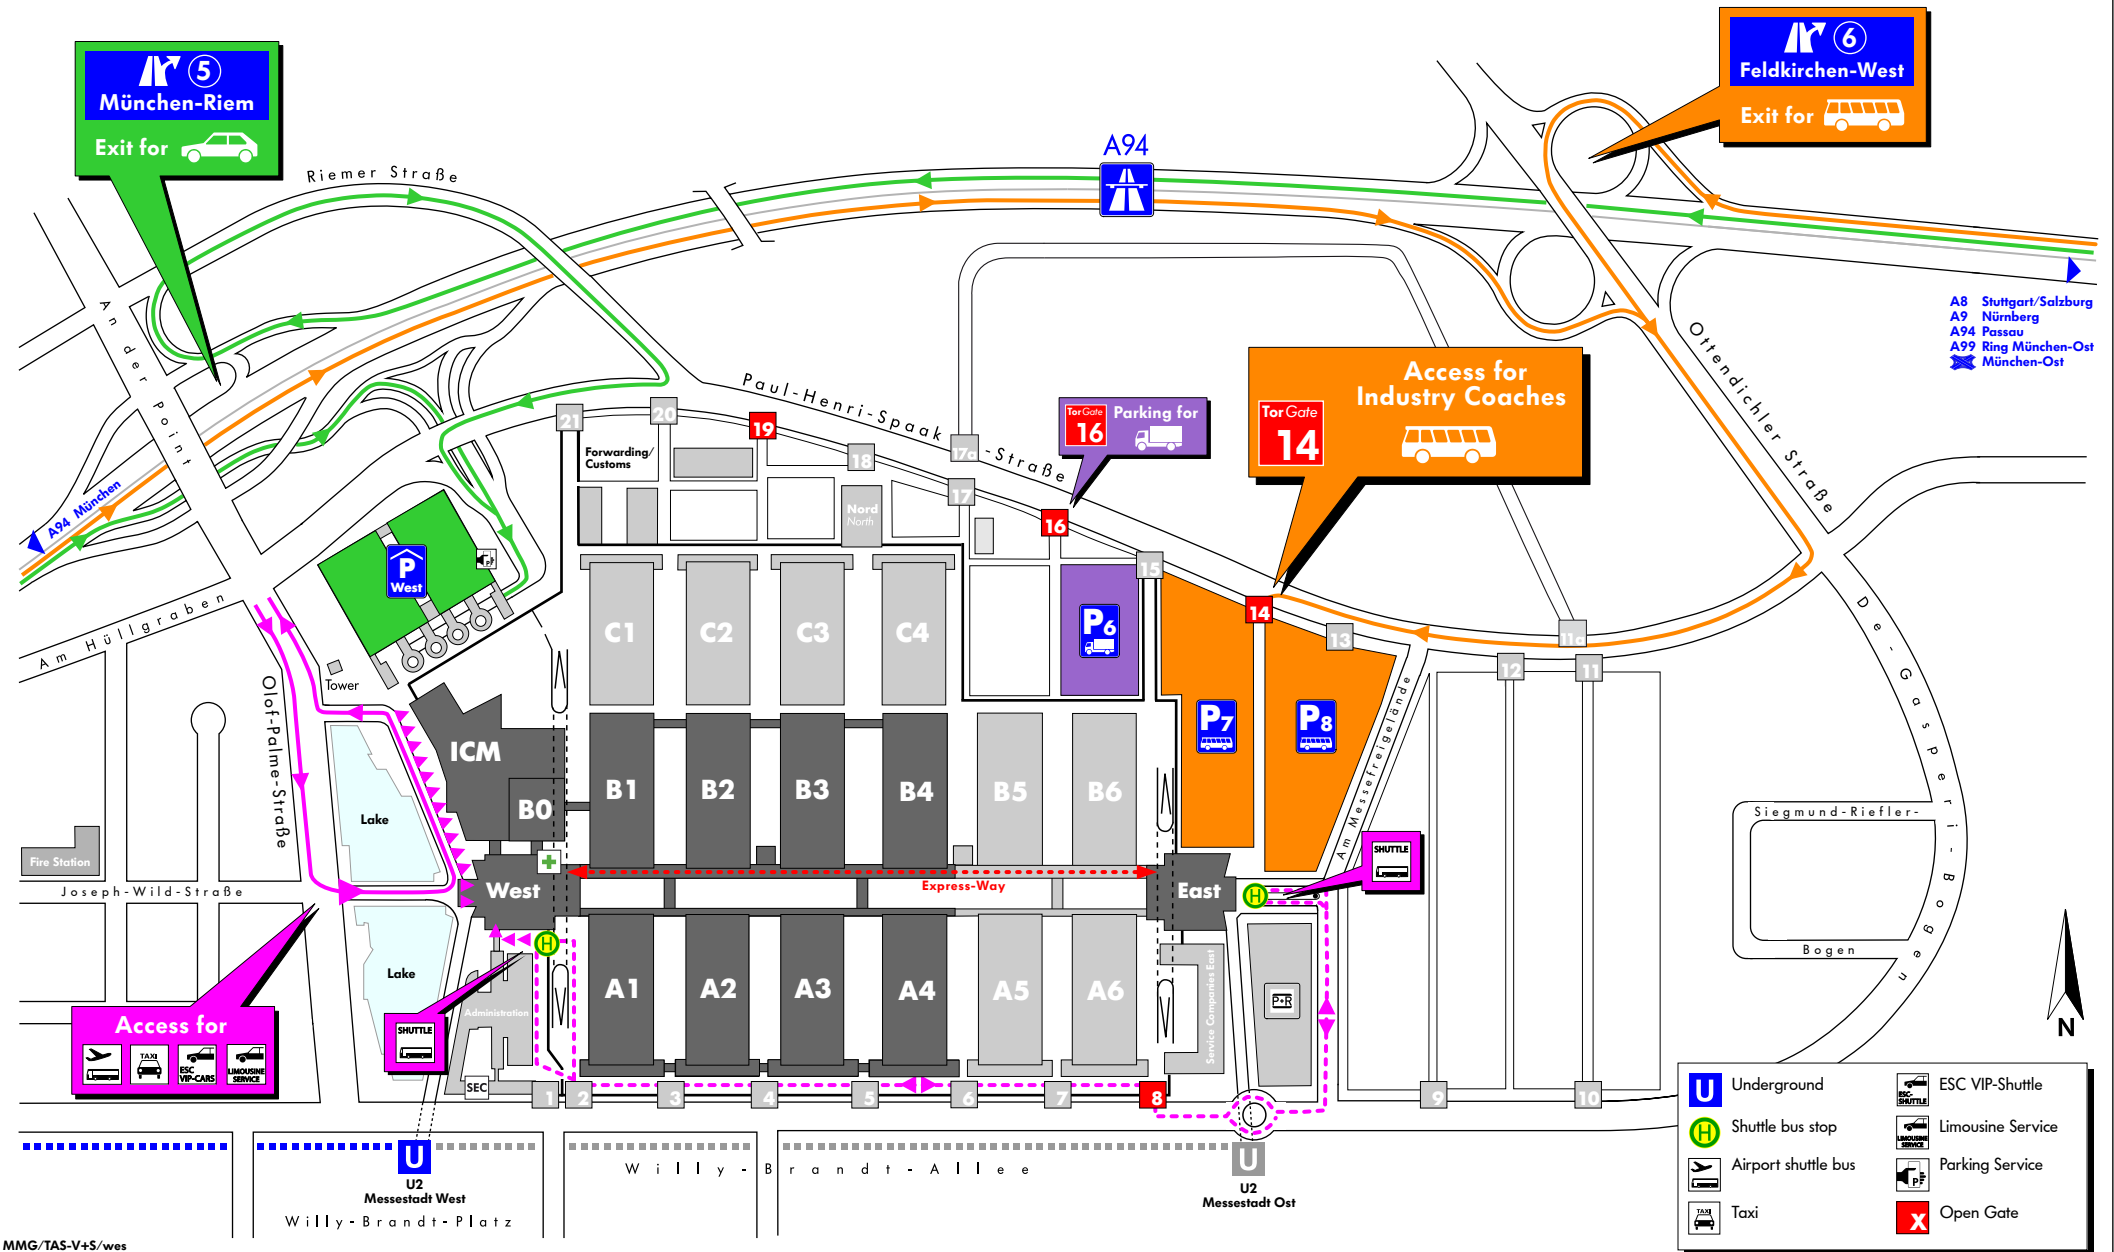 5
München-Riem
Exit for
6
Feldkirchen-West
Exit for
A94
Riemer Straße
An der Point
A8 Stuttgart/Salzburg
A9 Nürnberg
A94 Passau
A99 Ring München-Ost
München-Ost
Ottendichler Straße
Paul-Henri-Spaak-Straße
Access for
Industry Coaches
Tor Gate
14
Tor Gate
16
Parking for
21
20
19
18
17a
17
16
15
14
13
12
11a
11
Forwarding/
Customs
Nord
North
A94 München
P
West
P
Am Hüllgraben
Tower
Olof-Palme-Straße
De-Gasperi-Bogen
Am Messefreigelände
C1
C2
C3
C4
P6
P7
P8
ICM
B0
B1
B2
B3
B4
B5
B6
Lake
Fire Station
Joseph-Wild-Straße
West
Express-Way
East
H
SHUTTLE
Siegmund-Riefler-
Bogen
H
Lake
A1
A2
A3
A4
A5
A6
Administration
Service Companies East
P+R
Access for
TAXI
ESC
VIP-CARS
LIMOUSINE
SERVICE
SHUTTLE
SEC
1
2
3
4
5
6
7
8
9
10
N
U
U2
Messestadt West
Willy-Brandt-Allee
U
U2
Messestadt Ost
Willy-Brandt-Platz
U Underground
H Shuttle bus stop
Airport shuttle bus
TAXI Taxi
ESC-
SHUTTLE
ESC VIP-Shuttle
LIMOUSINE
SERVICE
Limousine Service
P Parking Service
X Open Gate
MMG/TAS-V+S/wes